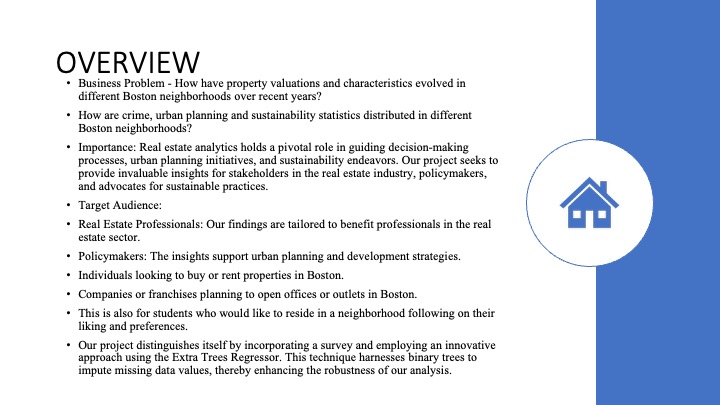 OVERVIEW
• Business Problem - How have property valuations and characteristics evolved in
different Boston neighborhoods over recent years?
• How are crime, urban planning and sustainability statistics distributed in different
Boston neighborhoods?
• Importance: Real estate analytics holds a pivotal role in guiding decision-making
processes, urban planning initiatives, and sustainability endeavors. Our project seeks to
provide invaluable insights for stakeholders in the real estate industry, policymakers,
and advocates for sustainable practices.
• Target Audience:
• Real Estate Professionals: Our findings are tailored to benefit professionals in the real
estate sector.
• Policymakers: The insights support urban planning and development strategies.
• Individuals looking to buy or rent properties in Boston.
• Companies or franchises planning to open offices or outlets in Boston.
• This is also for students who would like to reside in a neighborhood following on their
liking and preferences.
• Our project distinguishes itself by incorporating a survey and employing an innovative
approach using the Extra Trees Regressor. This technique harnesses binary trees to
impute missing data values, thereby enhancing the robustness of our analysis.